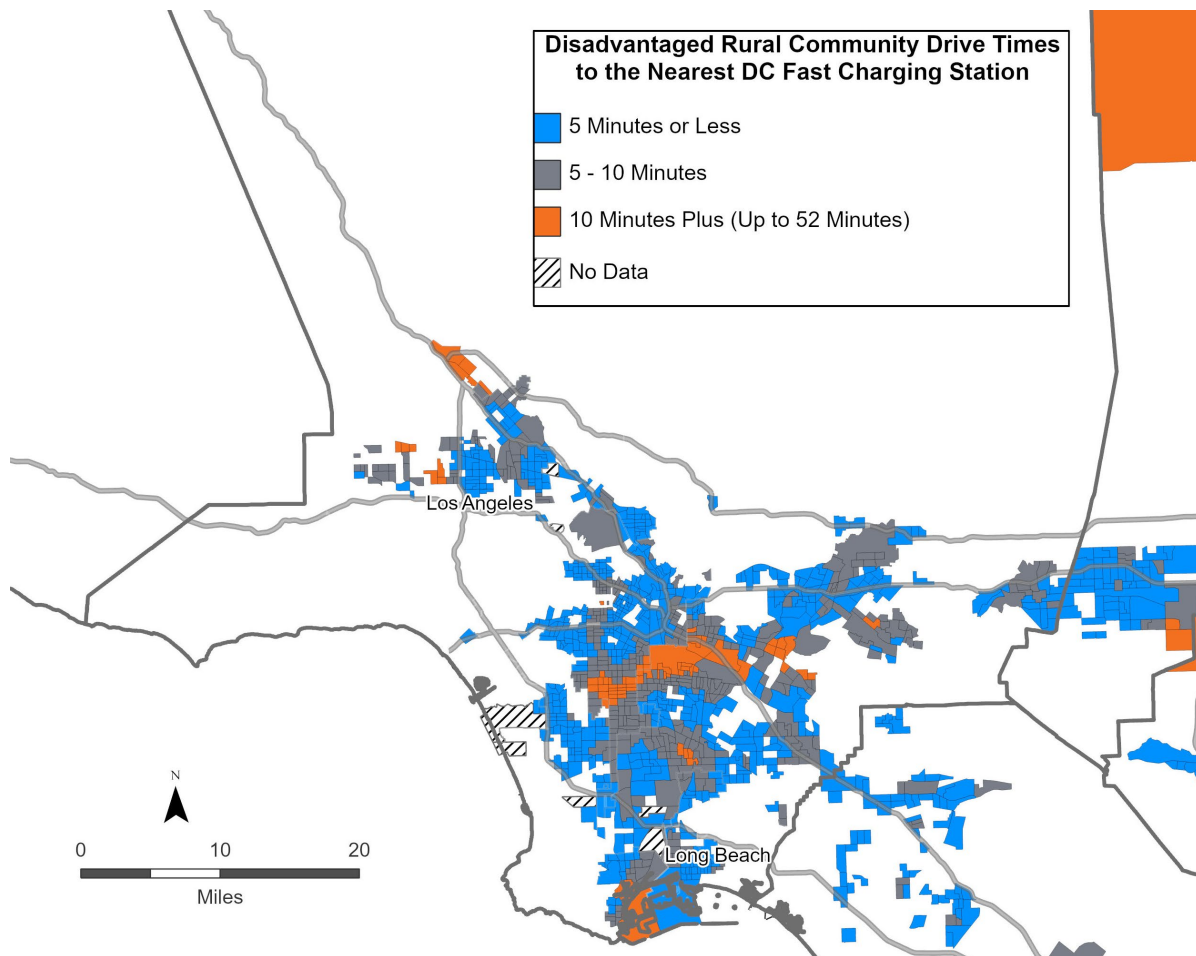 Disadvantaged Rural Community Drive Times
to the Nearest DC Fast Charging Station
5 Minutes or Less
5 - 10 Minutes
10 Minutes Plus (Up to 52 Minutes)
No Data
Los Angeles
Long Beach
N
0 10 20
Miles